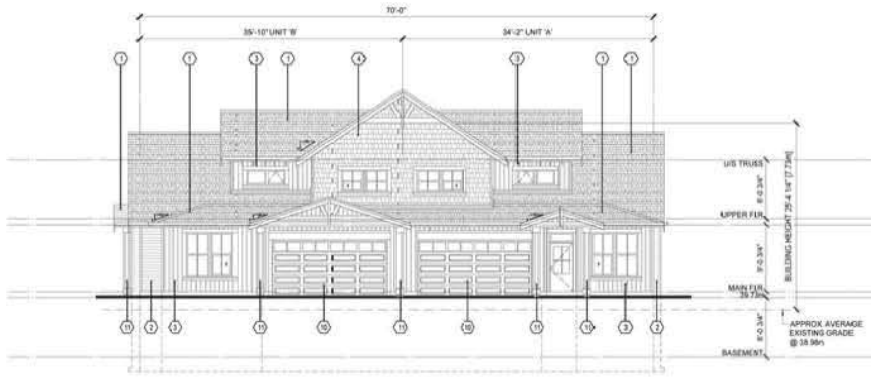 70'-0"
35'-10" UNIT 'B'
34'-2" UNIT 'A'
1
1
3
1
4
3
1
1
U/S TRUSS
8'-0 3/4"
UPPER FLR
BUILDING HEIGHT 25'-4 1/4" [7.73m]
9'-0 3/4"
MAIN FLR
39.73m
11
2
3
11
10
11
10
11
11
3
2
8'-0 3/4"
APPROX. AVERAGE
EXISTING GRADE
@ 38.98m
BASEMENT